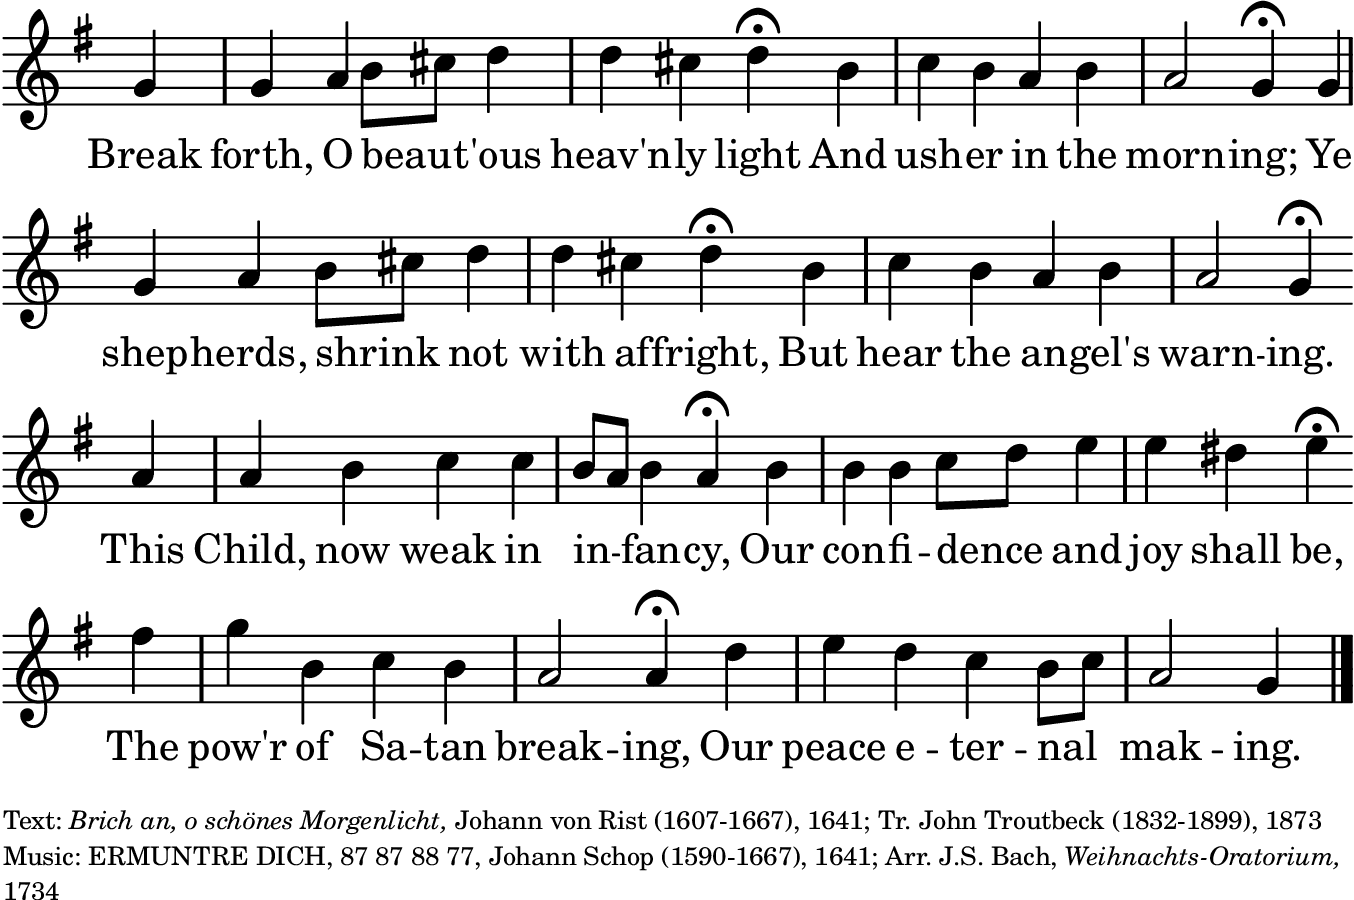 Break forth, O beaut'ous heav'nly light And usher in the morning; Ye
shepherds, shrink not with affright, But hear the angel's warn-ing.
This Child, now weak in in-fancy, Our confi-dence and joy shall be,
The pow'r of Sa-tan break-ing, Our peace e-ter-nal mak-ing.
Text: Brich an, o schönes Morgenlicht, Johann von Rist (1607-1667), 1641; Tr. John Troutbeck (1832-1899), 1873
Music: ERMUNTRE DICH, 87 87 88 77, Johann Schop (1590-1667), 1641; Arr. J.S. Bach, Weihnachts-Oratorium,
1734